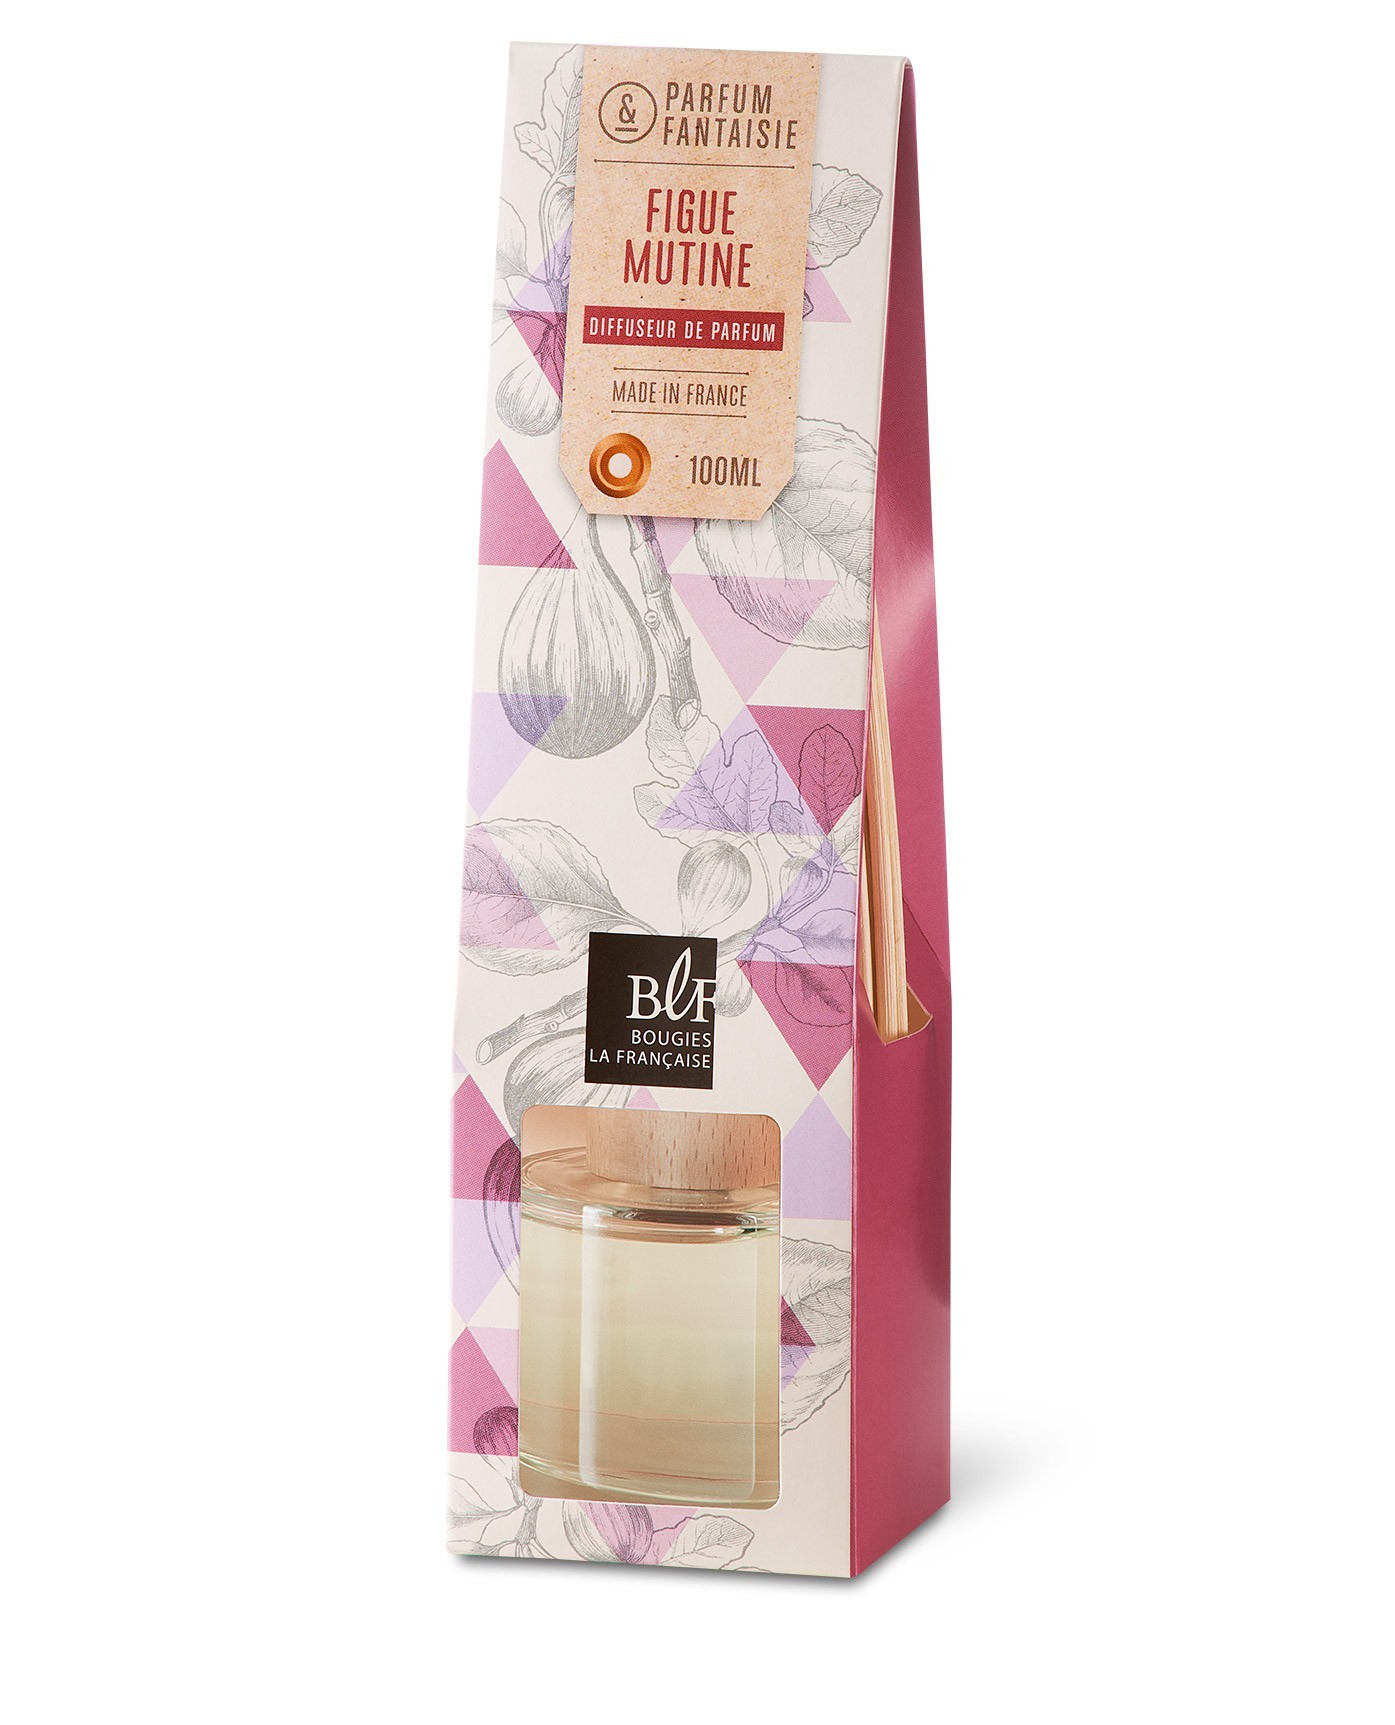 &
PARFUM
FANTAISIE
FIGUE
MUTINE
DIFFUSEUR DE PARFUM
MADE IN FRANCE
100ML
BLF
BOUGIES
LA FRANÇAISE